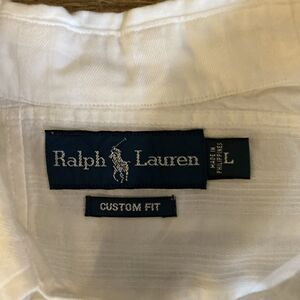 Ralph Lauren
MADE IN
PHILIPPINES
L
CUSTOM FIT